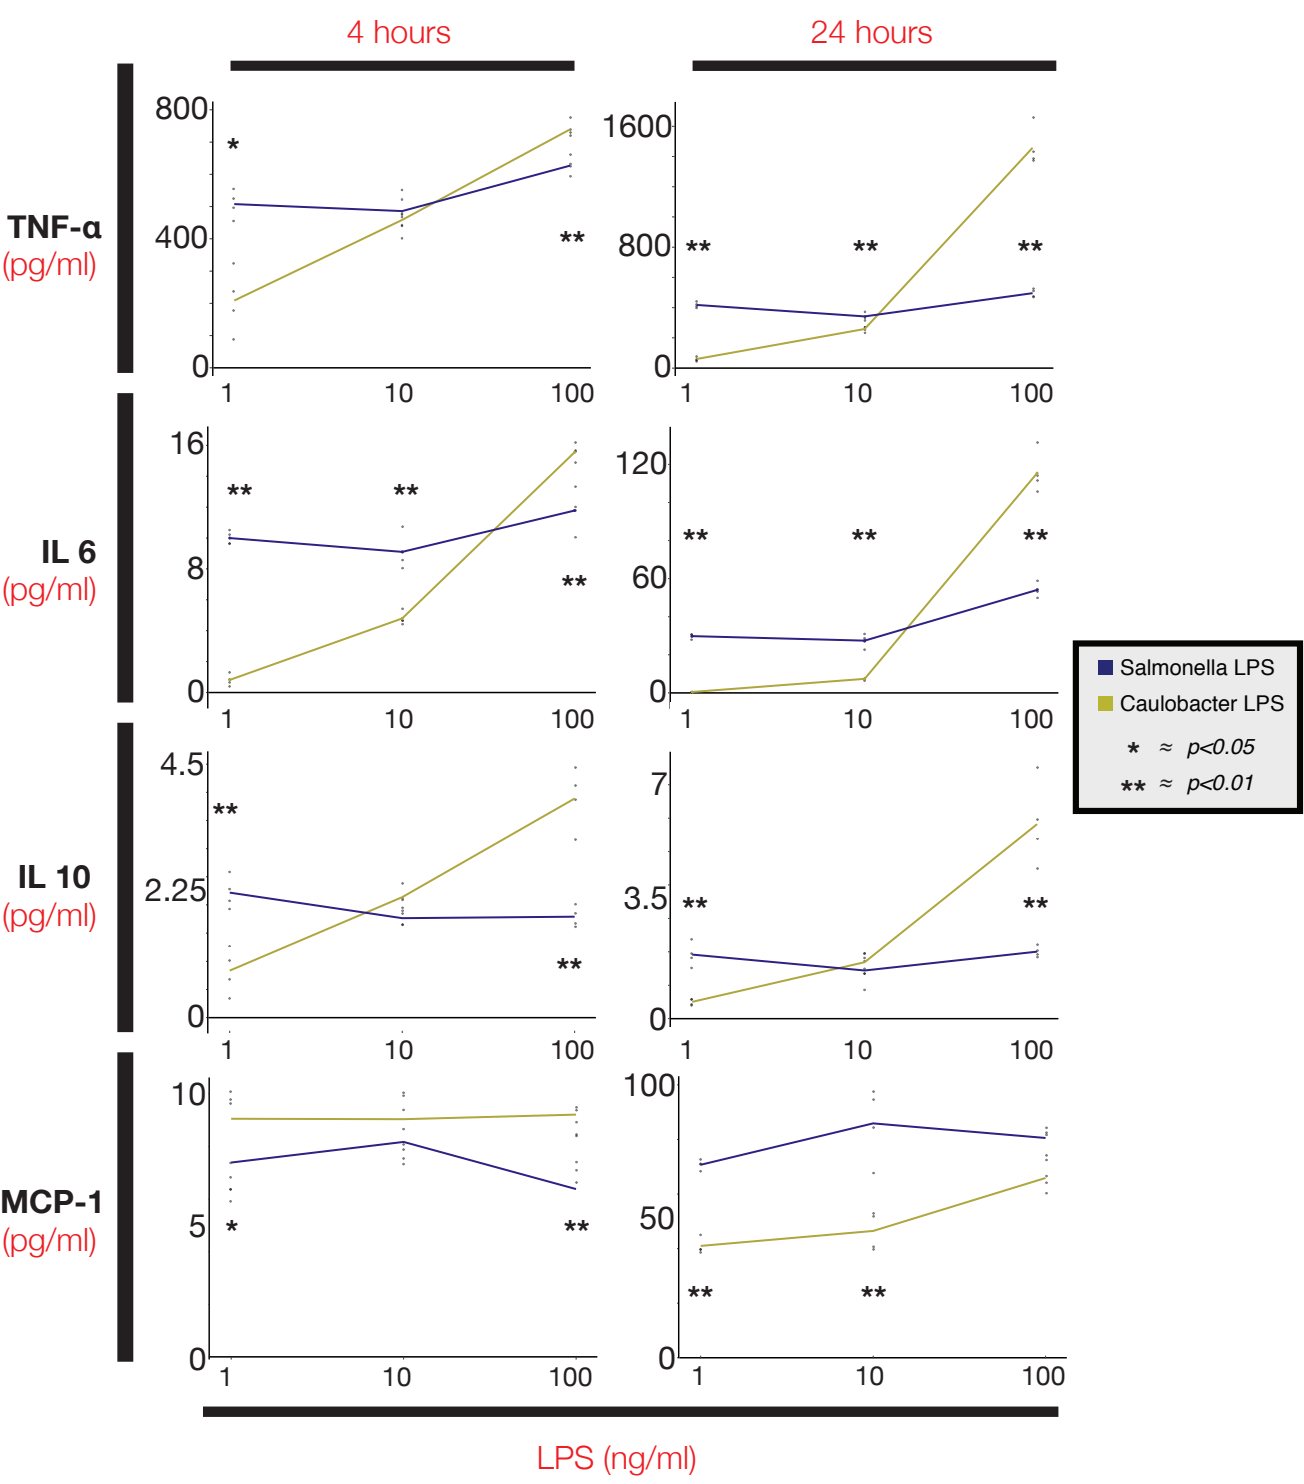 4 hours
24 hours
TNF-α
(pg/ml)
800
400
0
*
**
1 10 100
1600
800
0
** ** **
1 10 100
IL 6
(pg/ml)
16
8
0
** **
**
1 10 100
120
60
0
** ** **
1 10 100
Salmonella LPS
Caulobacter LPS
* ≈ p<0.05
** ≈ p<0.01
IL 10
(pg/ml)
4.5
2.25
0
**
**
1 10 100
7
3.5
0
** **
1 10 100
MCP-1
(pg/ml)
10
5
0
* **
1 10 100
100
50
0
** **
1 10 100
LPS (ng/ml)